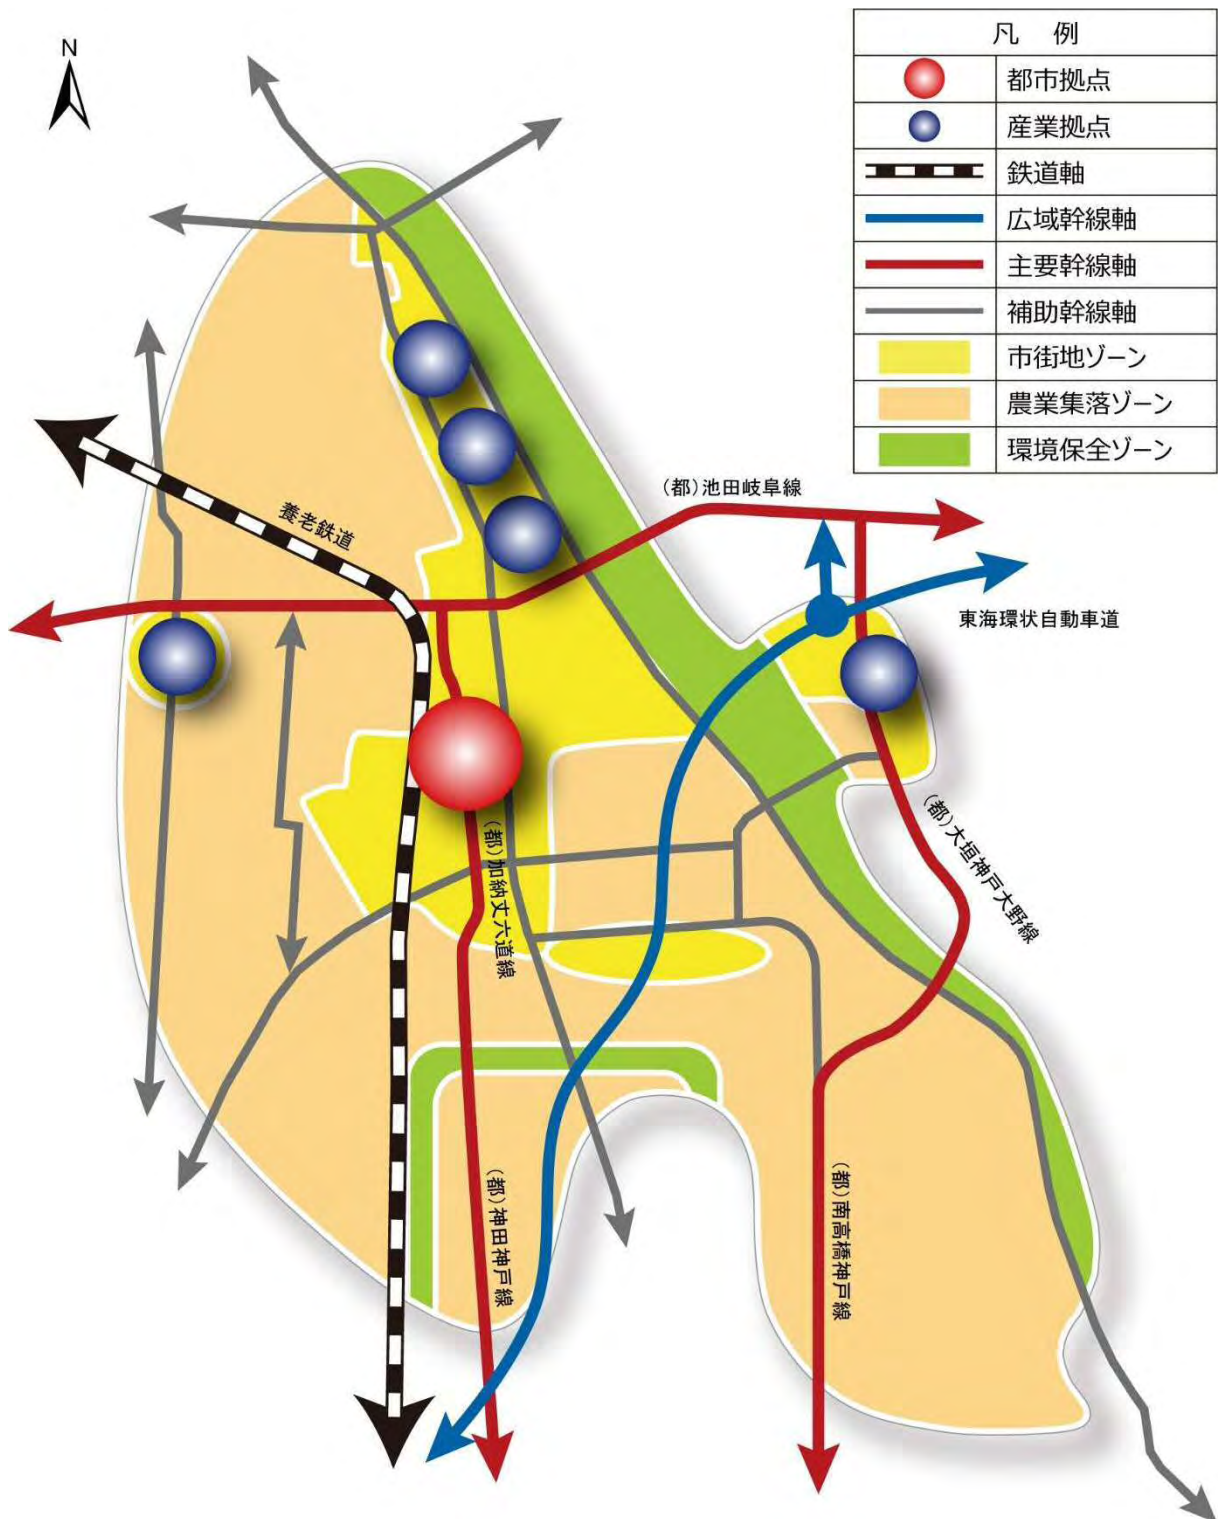 N
凡　例
都市拠点
産業拠点
鉄道軸
広域幹線軸
主要幹線軸
補助幹線軸
市街地ゾーン
農業集落ゾーン
環境保全ゾーン
(都)池田岐阜線
養老鉄道
東海環状自動車道
(都)大垣神戸大野線
(都)加納丈六道線
(都)神田神戸線
(都)南高橋神戸線